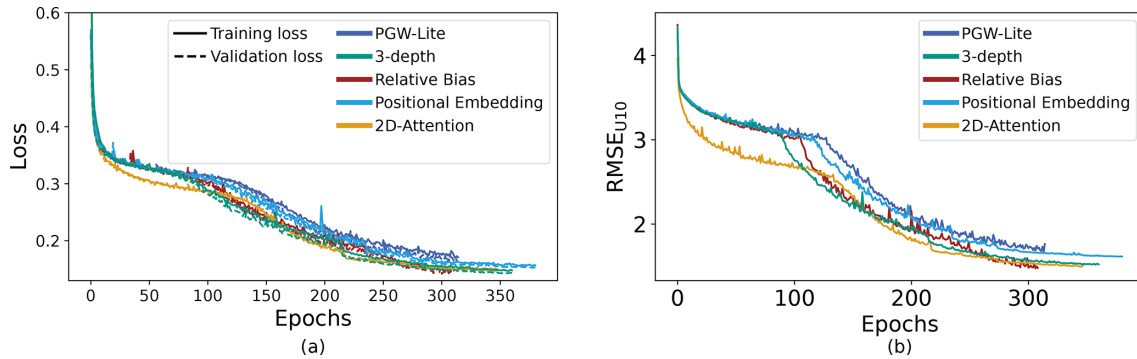 0.6
0.5
0.4
0.3
0.2
Loss
0 50 100 150 200 250 300 350
Epochs
(a)
Training loss
Validation loss
PGW-Lite
3-depth
Relative Bias
Positional Embedding
2D-Attention
4
3
2
RMSE_U10
0 100 200 300
Epochs
(b)
PGW-Lite
3-depth
Relative Bias
Positional Embedding
2D-Attention